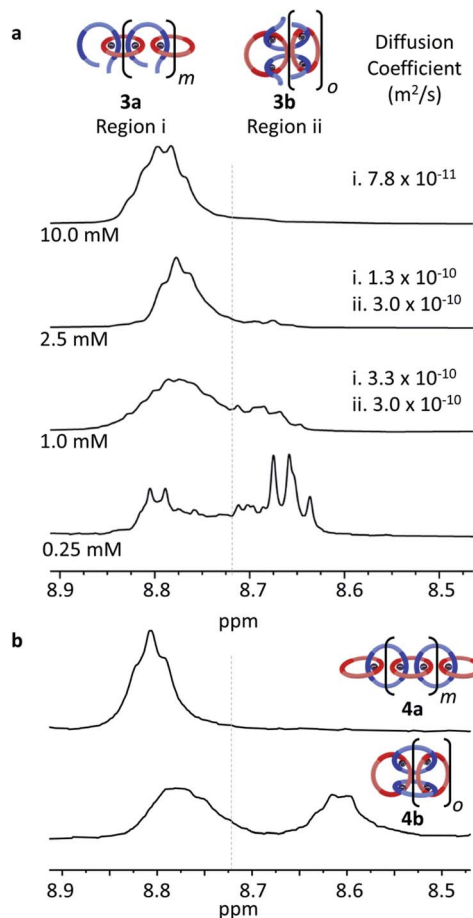 a
m
o
Diffusion
Coefficient
(m²/s)
3a
3b
Region i
Region ii
i. 7.8 x 10⁻¹¹
10.0 mM
i. 1.3 x 10⁻¹⁰
ii. 3.0 x 10⁻¹⁰
2.5 mM
i. 3.3 x 10⁻¹⁰
ii. 3.0 x 10⁻¹⁰
1.0 mM
0.25 mM
8.9 8.8 8.7 8.6 8.5
ppm
b
m
4a
4b
o
8.9 8.8 8.7 8.6 8.5
ppm